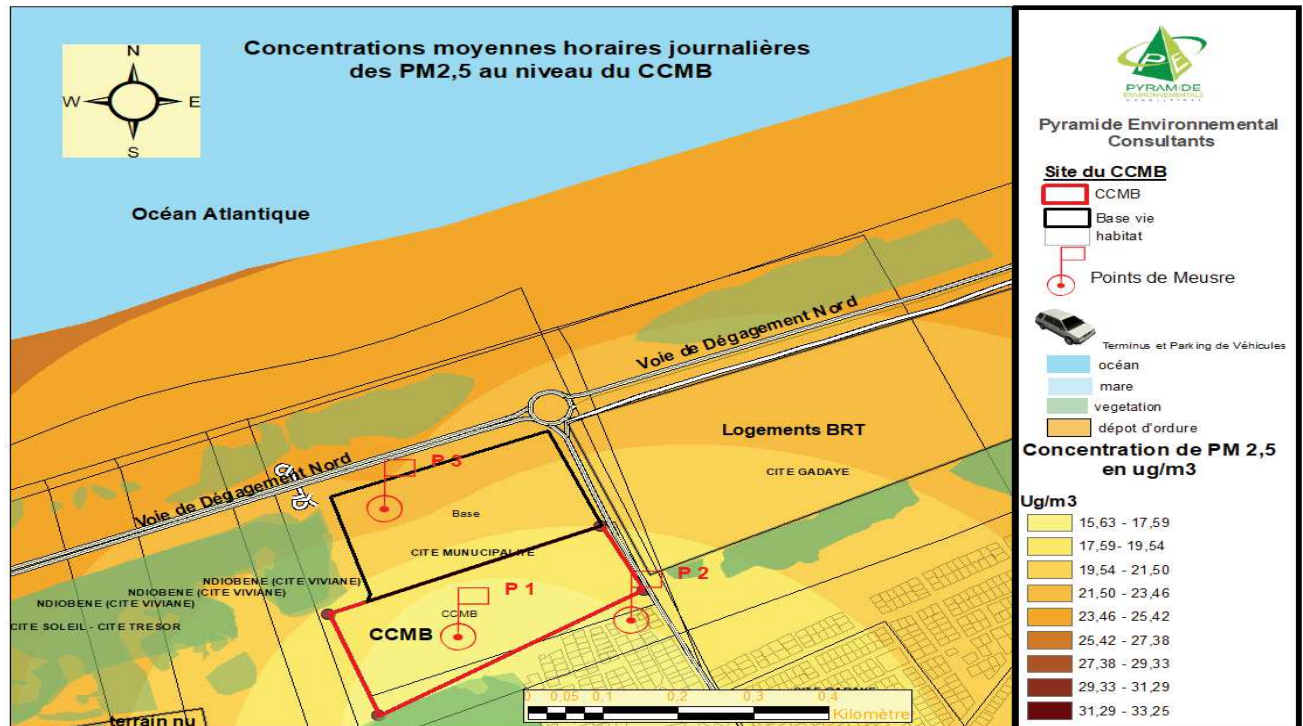 Concentrations moyennes horaires journalières
des PM2,5 au niveau du CCMB
N
W
E
S
Océan Atlantique
Voie de Dégagement Nord
Logements BRT
CITE GADAYE
Voie de Dégagement Nord
P 3
Base
CITE MUNUCIPALITE
NDIOBENE (CITE VIVIANE)
NDIOBENE (CITE VIVIANE)
NDIOBENE (CITE VIVIANE)
CITE SOLEIL - CITE TRESOR
P 2
P 1
CCMB
CCMB
terrain nu
0 0,05 0,1 0,2 0,3 0,4
Kilomètre
PE
PYRAMIDE
ENVIRONNEMENTAL
CONSULTANTS
Pyramide Environnemental
Consultants
Site du CCMB
CCMB
Base vie
habitat
Points de Meusre
Terminus et Parking de Véhicules
océan
mare
vegetation
dépot d'ordure
Concentration de PM 2,5
en ug/m3
Ug/m3
15,63 - 17,59
17,59- 19,54
19,54 - 21,50
21,50 - 23,46
23,46 - 25,42
25,42 - 27,38
27,38 - 29,33
29,33 - 31,29
31,29 - 33,25